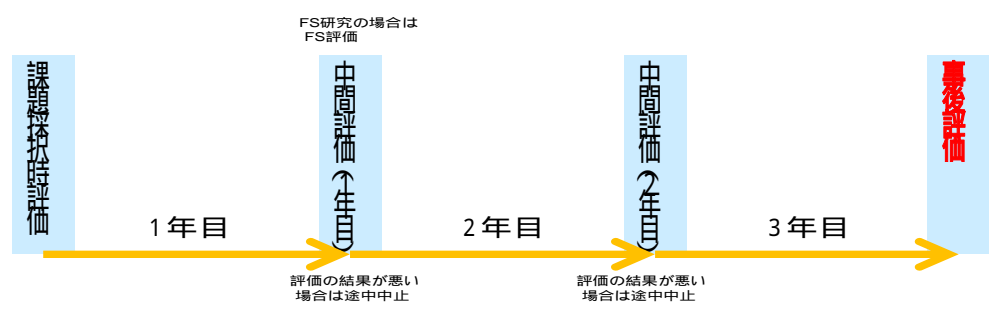 FS研究の場合は
FS評価
課題採択時評価
中間評価(1年目)
中間評価(2年目)
事後評価
1年目
2年目
3年目
評価の結果が悪い
場合は途中中止
評価の結果が悪い
場合は途中中止